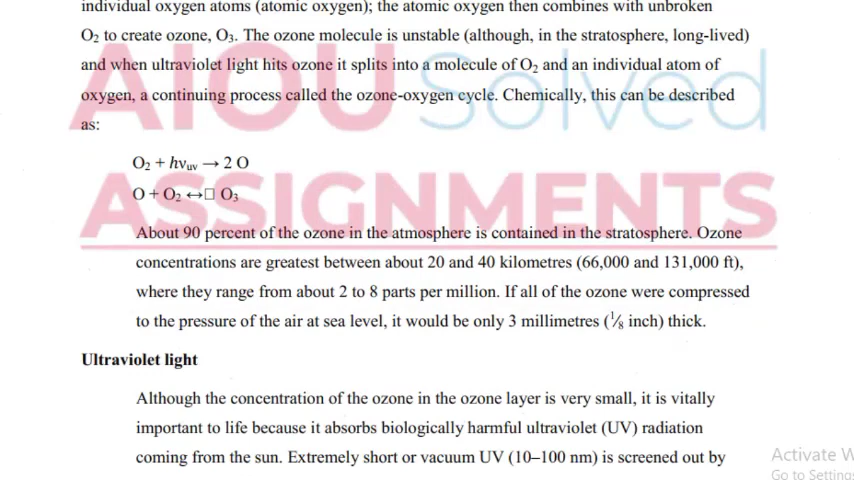 individual oxygen atoms (atomic oxygen); the atomic oxygen then combines with unbroken
O₂ to create ozone, O₃. The ozone molecule is unstable (although, in the stratosphere, long-lived)
and when ultraviolet light hits ozone it splits into a molecule of O₂ and an individual atom of
oxygen, a continuing process called the ozone-oxygen cycle. Chemically, this can be described
as:
AIOU Solved
O₂ + hνuv → 2 O
O + O₂ ↔□ O₃
ASSIGNMENTS
About 90 percent of the ozone in the atmosphere is contained in the stratosphere. Ozone
concentrations are greatest between about 20 and 40 kilometres (66,000 and 131,000 ft),
where they range from about 2 to 8 parts per million. If all of the ozone were compressed
to the pressure of the air at sea level, it would be only 3 millimetres (1⁄8 inch) thick.
Ultraviolet light
Although the concentration of the ozone in the ozone layer is very small, it is vitally
important to life because it absorbs biologically harmful ultraviolet (UV) radiation
coming from the sun. Extremely short or vacuum UV (10–100 nm) is screened out by
Activate W
Go to Settings